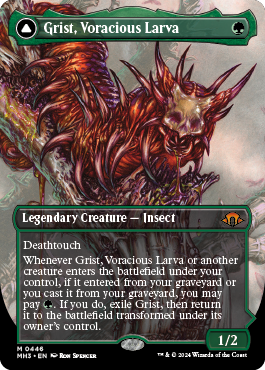 Grist, Voracious Larva
Legendary Creature — Insect
Deathtouch
Whenever Grist, Voracious Larva or another
creature enters the battlefield under your
control, if it entered from your graveyard or
you cast it from your graveyard, you may
pay. If you do, exile Grist, then return
it to the battlefield transformed under its
owner's control.
1/2
M 0446
MH3 • EN Ron Spencer
™ & © 2024 Wizards of the Coast